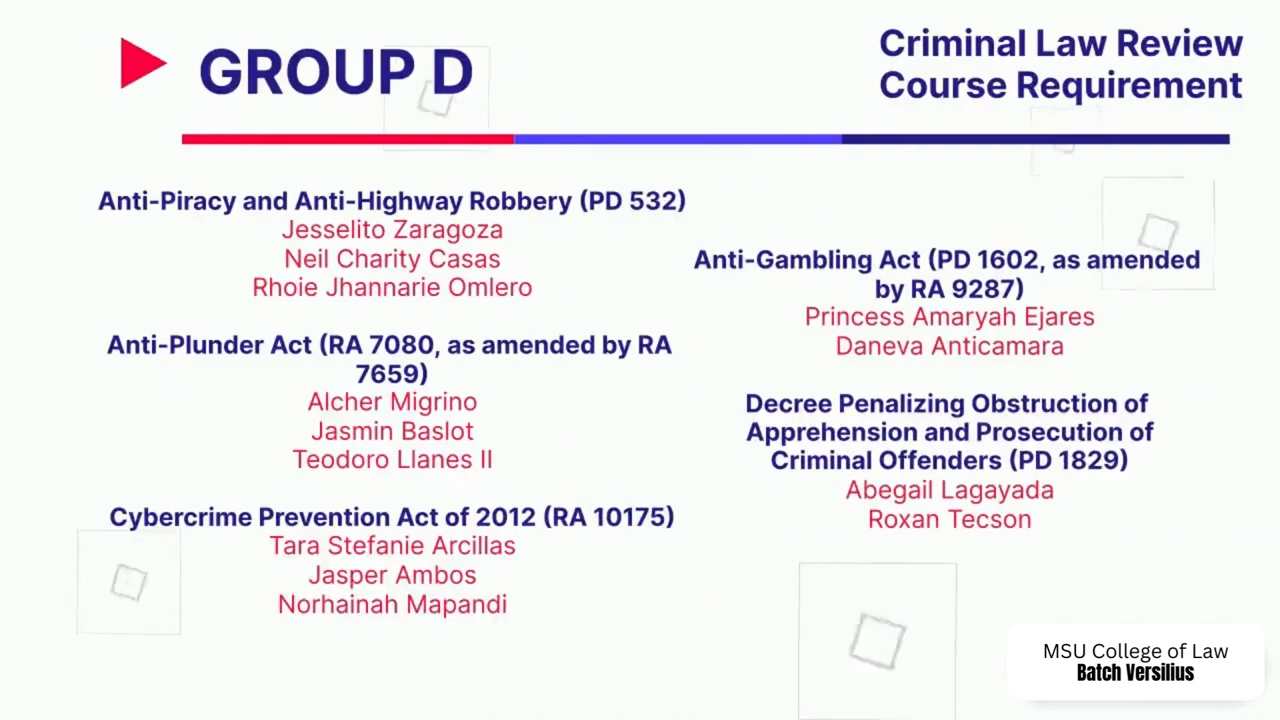 GROUP D
Criminal Law Review
Course Requirement
Anti-Piracy and Anti-Highway Robbery (PD 532)
Jesselito Zaragoza
Neil Charity Casas
Rhoie Jhannarie Omlero
Anti-Plunder Act (RA 7080, as amended by RA
7659)
Alcher Migrino
Jasmin Baslot
Teodoro Llanes II
Cybercrime Prevention Act of 2012 (RA 10175)
Tara Stefanie Arcillas
Jasper Ambos
Norhainah Mapandi
Anti-Gambling Act (PD 1602, as amended
by RA 9287)
Princess Amaryah Ejares
Daneva Anticamara
Decree Penalizing Obstruction of
Apprehension and Prosecution of
Criminal Offenders (PD 1829)
Abegail Lagayada
Roxan Tecson
MSU College of Law
Batch Versilius